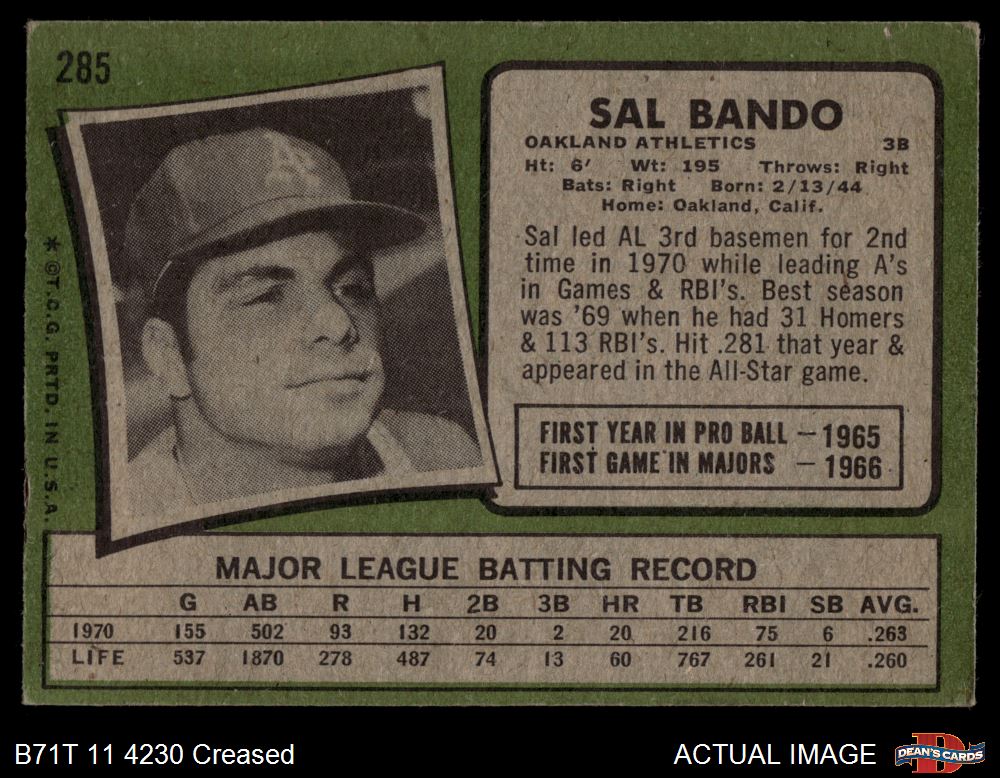 285
SAL BANDO
OAKLAND ATHLETICS 3B
Ht: 6' Wt: 195 Throws: Right
Bats: Right Born: 2/13/44
Home: Oakland, Calif.
Sal led AL 3rd basemen for 2nd
time in 1970 while leading A's
in Games & RBI's. Best season
was '69 when he had 31 Homers
& 113 RBI's. Hit .281 that year &
appeared in the All-Star game.
FIRST YEAR IN PRO BALL – 1965
FIRST GAME IN MAJORS – 1966
A's
*©T.C.G. PRTD. IN U.S.A.
MAJOR LEAGUE BATTING RECORD
G AB R H 2B 3B HR TB RBI SB AVG.
1970 155 502 93 132 20 2 20 216 75 6 .263
LIFE 537 1870 278 487 74 13 60 767 261 21 .260
B71T 11 4230 Creased
ACTUAL IMAGE
D
DEAN'S CARDS